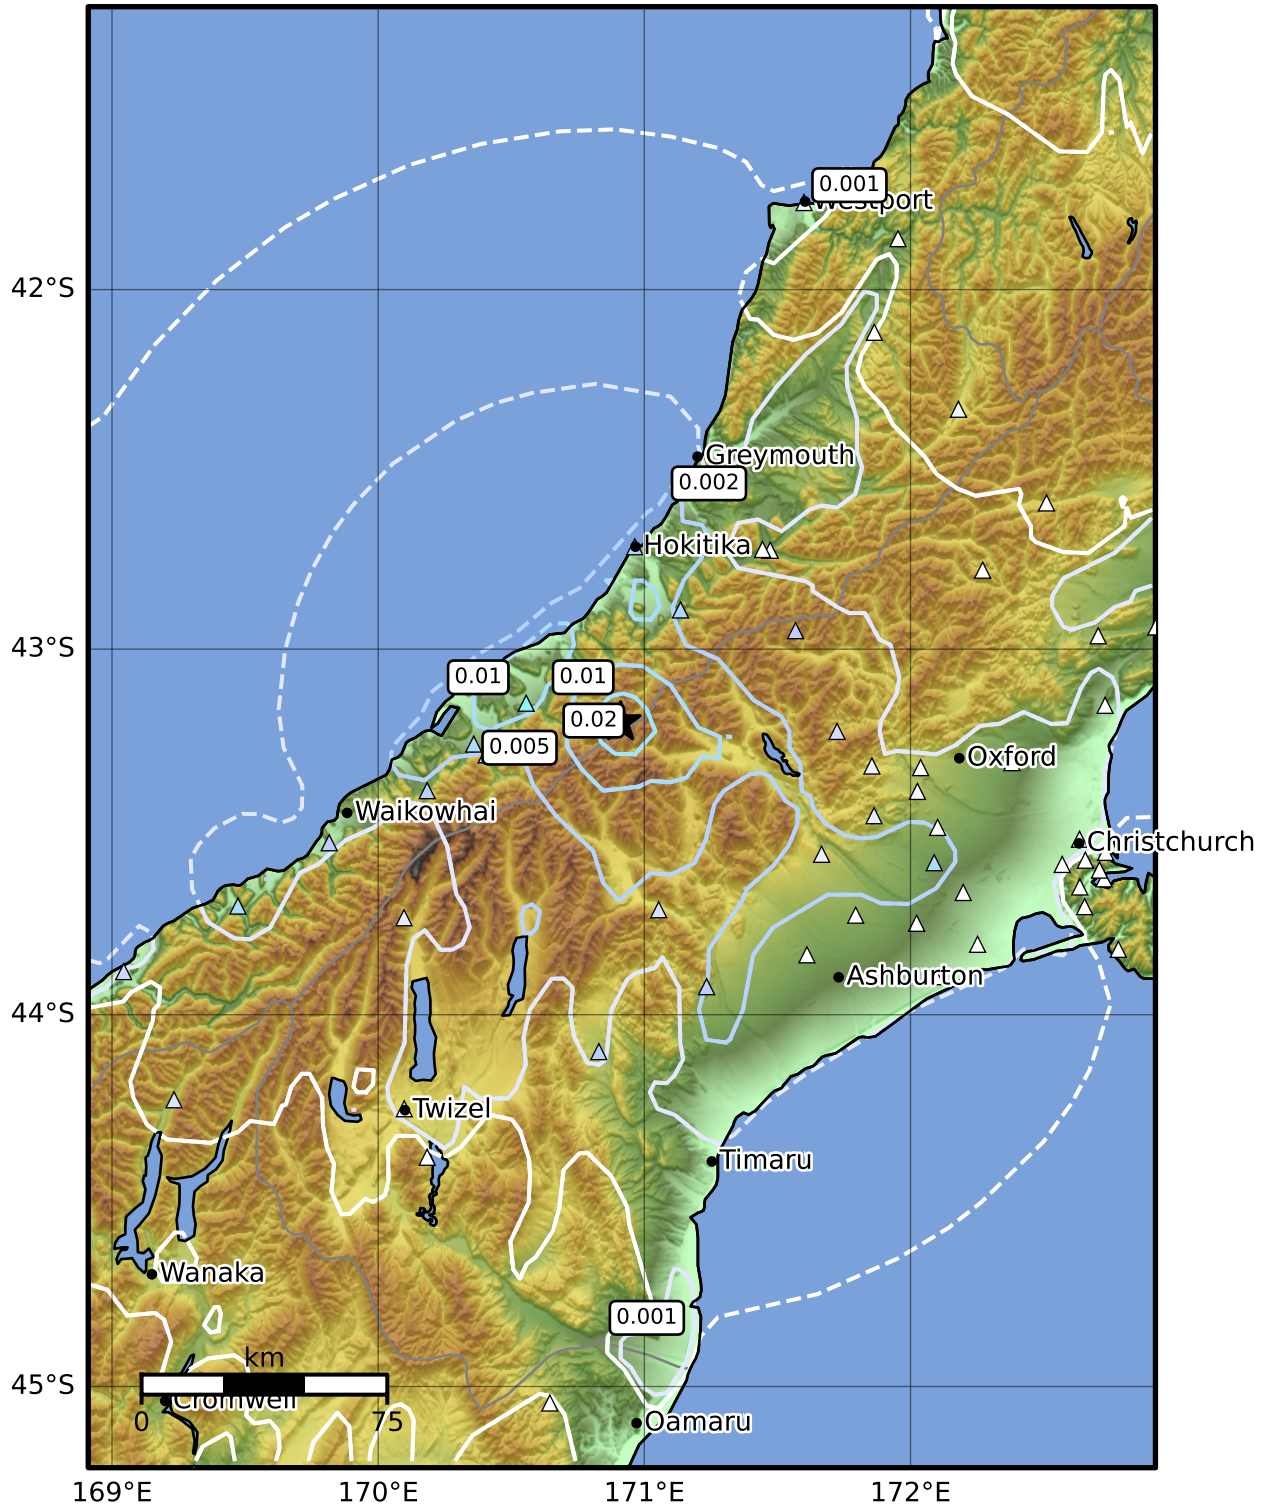 0.001
Westport
42°S
Greymouth
0.002
Hokitika
43°S
0.01
0.01
0.02
0.005
Oxford
Waikowhai
Christchurch
Ashburton
44°S
Twizel
Timaru
Wanaka
0.001
km
45°S
Cromwell
0
75
Oamaru
169°E
170°E
171°E
172°E